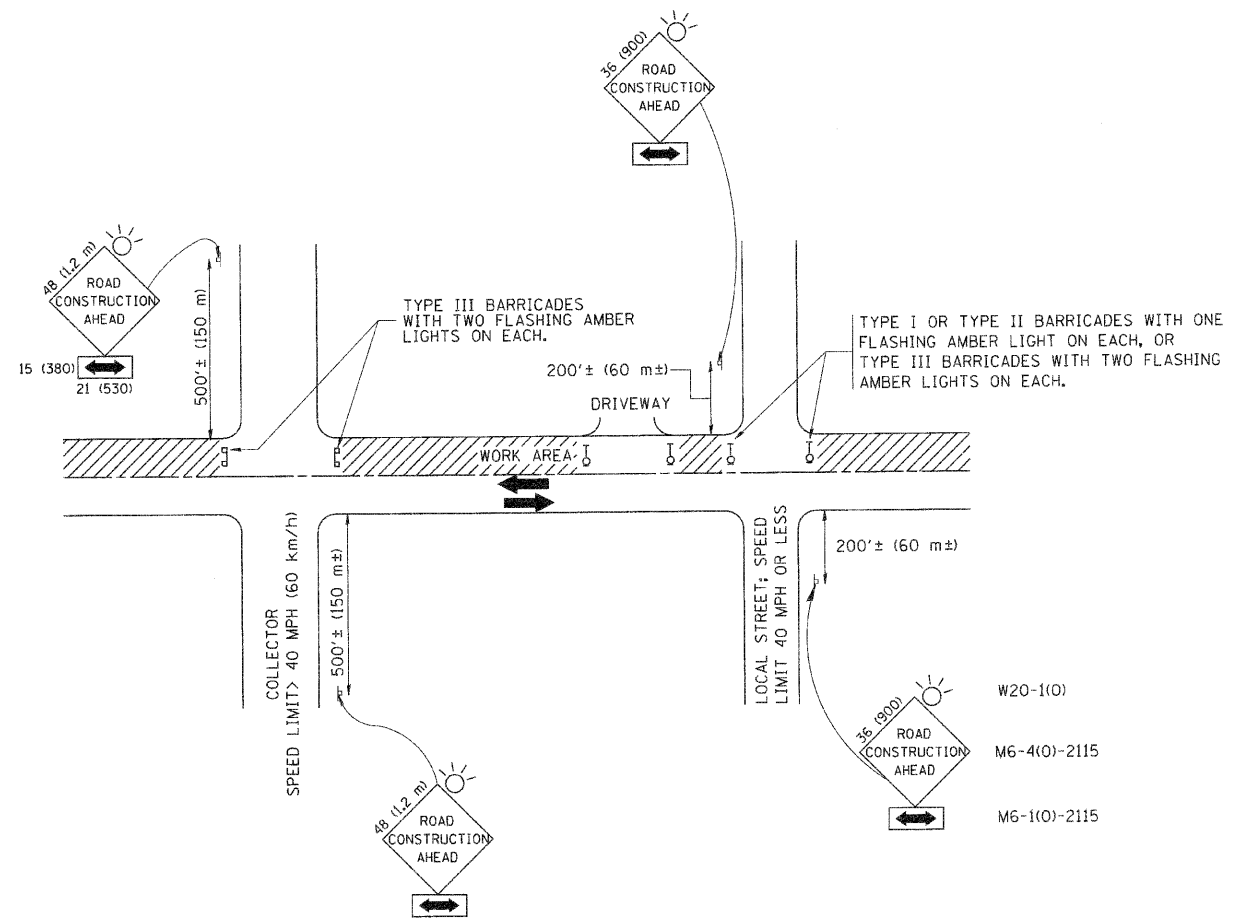 36 (900)
ROAD
CONSTRUCTION
AHEAD
48 (1.2 m)
ROAD
CONSTRUCTION
AHEAD
15 (380)
21 (530)
500'± (150 m)
TYPE III BARRICADES
WITH TWO FLASHING AMBER
LIGHTS ON EACH.
200'± (60 m±)
DRIVEWAY
TYPE I OR TYPE II BARRICADES WITH ONE
FLASHING AMBER LIGHT ON EACH, OR
TYPE III BARRICADES WITH TWO FLASHING
AMBER LIGHTS ON EACH.
WORK AREA
COLLECTOR
SPEED LIMIT> 40 MPH (60 km/h)
500'± (150 m±)
LOCAL STREET; SPEED
LIMIT 40 MPH OR LESS
200'± (60 m±)
48 (1.2 m)
ROAD
CONSTRUCTION
AHEAD
36 (900)
ROAD
CONSTRUCTION
AHEAD
W20-1(O)
M6-4(O)-2115
M6-1(O)-2115